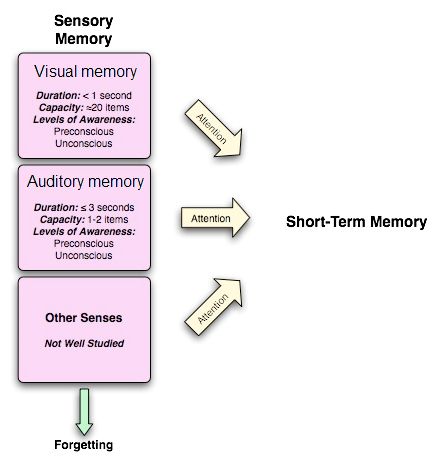 Sensory
Memory
Visual memory
Duration: < 1 second
Capacity: ≈20 items
Levels of Awareness:
Preconscious
Unconscious
Attention
Auditory memory
Duration: ≤ 3 seconds
Capacity: 1-2 items
Levels of Awareness:
Preconscious
Unconscious
Attention
Short-Term Memory
Other Senses
Not Well Studied
Attention
Forgetting